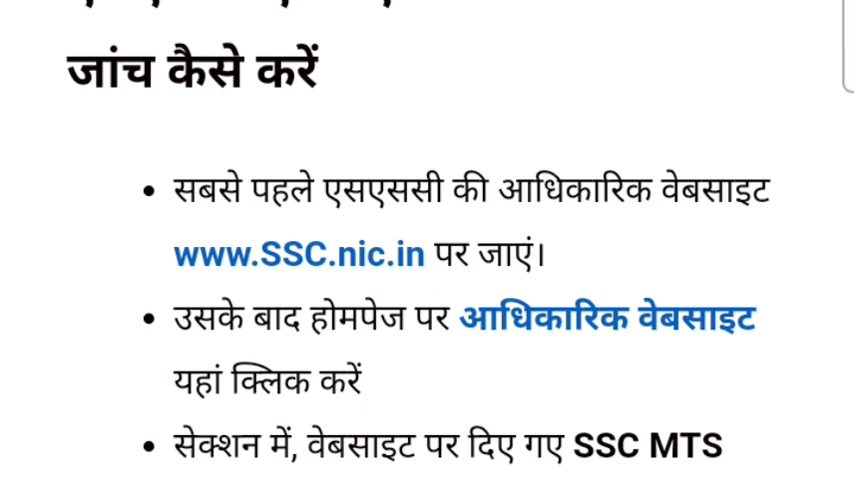 जांच कैसे करें
• सबसे पहले एसएससी की आधिकारिक वेबसाइट
www.SSC.nic.in पर जाएं।
• उसके बाद होमपेज पर आधिकारिक वेबसाइट
यहां क्लिक करें
• सेक्शन में, वेबसाइट पर दिए गए SSC MTS